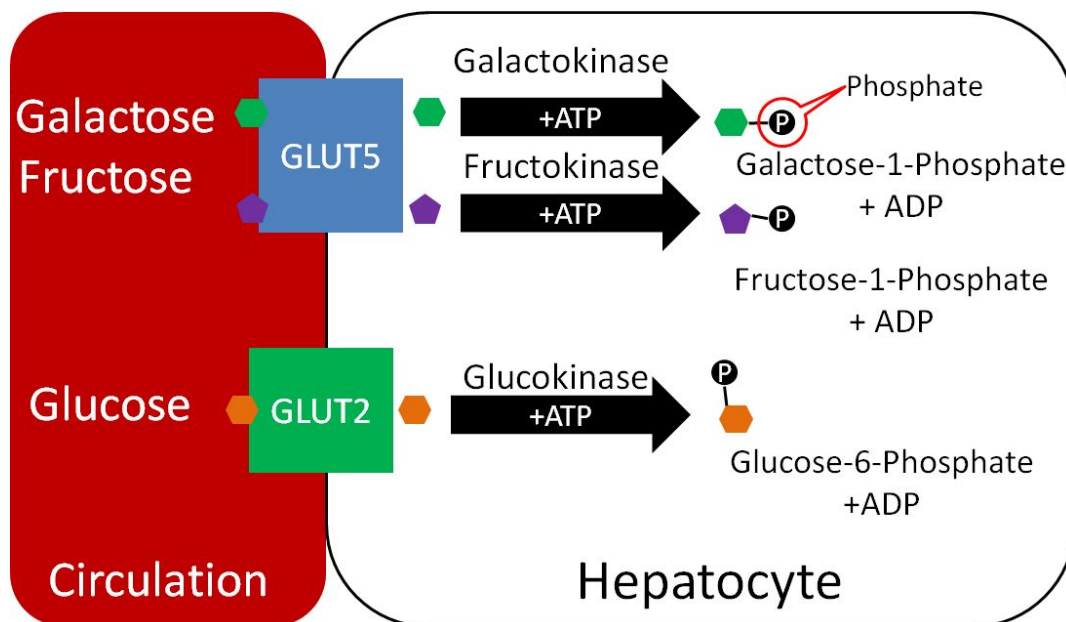 Galactose
Fructose
GLUT5
Galactokinase
+ATP
Fructokinase
+ATP
Phosphate
P
Galactose-1-Phosphate
+ ADP
P
Fructose-1-Phosphate
+ ADP
Glucose
GLUT2
Glucokinase
+ATP
P
Glucose-6-Phosphate
+ADP
Circulation
Hepatocyte